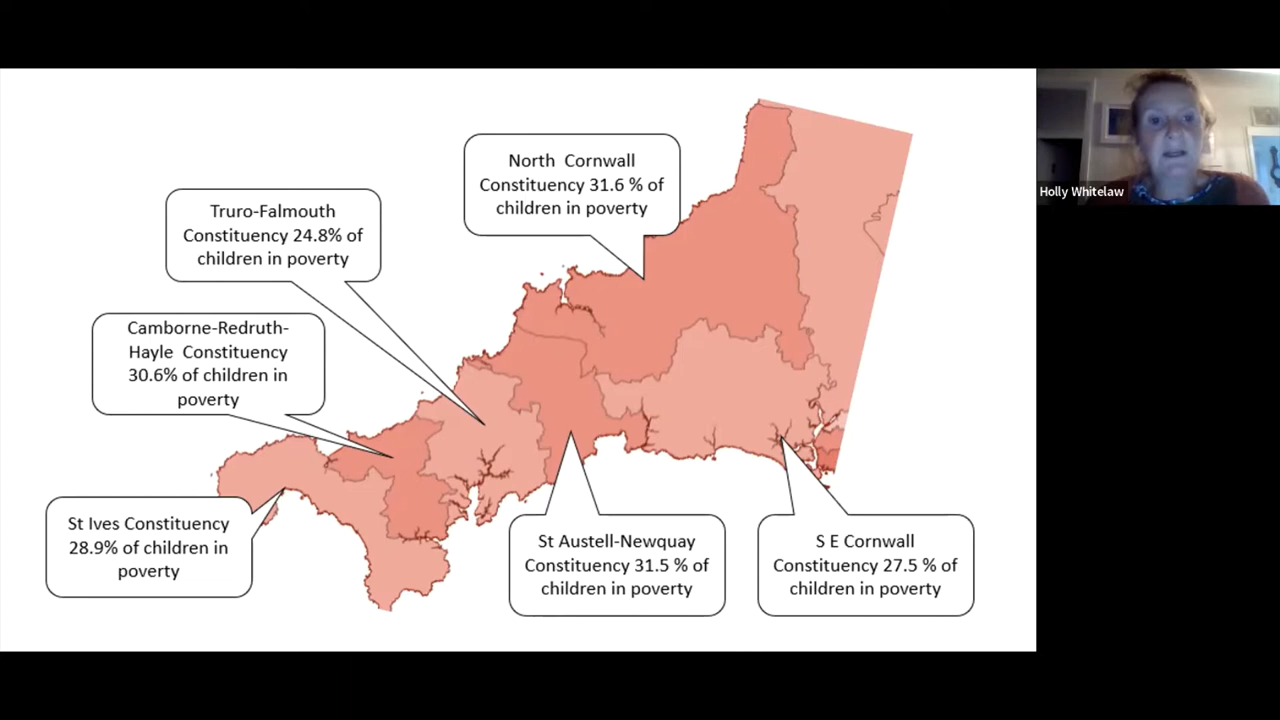 North Cornwall
Constituency 31.6 % of
children in poverty
Truro-Falmouth
Constituency 24.8% of
children in poverty
Camborne-Redruth-
Hayle Constituency
30.6% of children in
poverty
St Ives Constituency
28.9% of children in
poverty
St Austell-Newquay
Constituency 31.5 % of
children in poverty
S E Cornwall
Constituency 27.5 % of
children in poverty
Holly Whitelaw